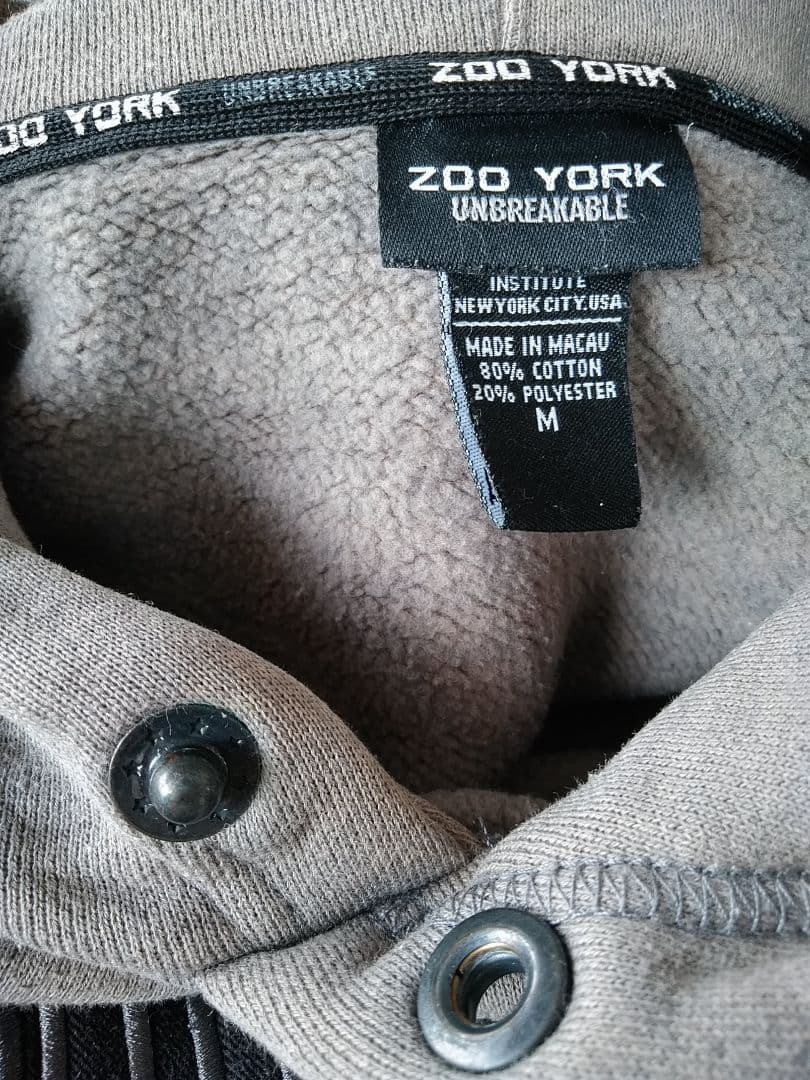 ZOO YORK UNBREAKABLE ZOO YORK
ZOO YORK
UNBREAKABLE
INSTITUTE
NEW YORK CITY.USA
MADE IN MACAU
80% COTTON
20% POLYESTER
M